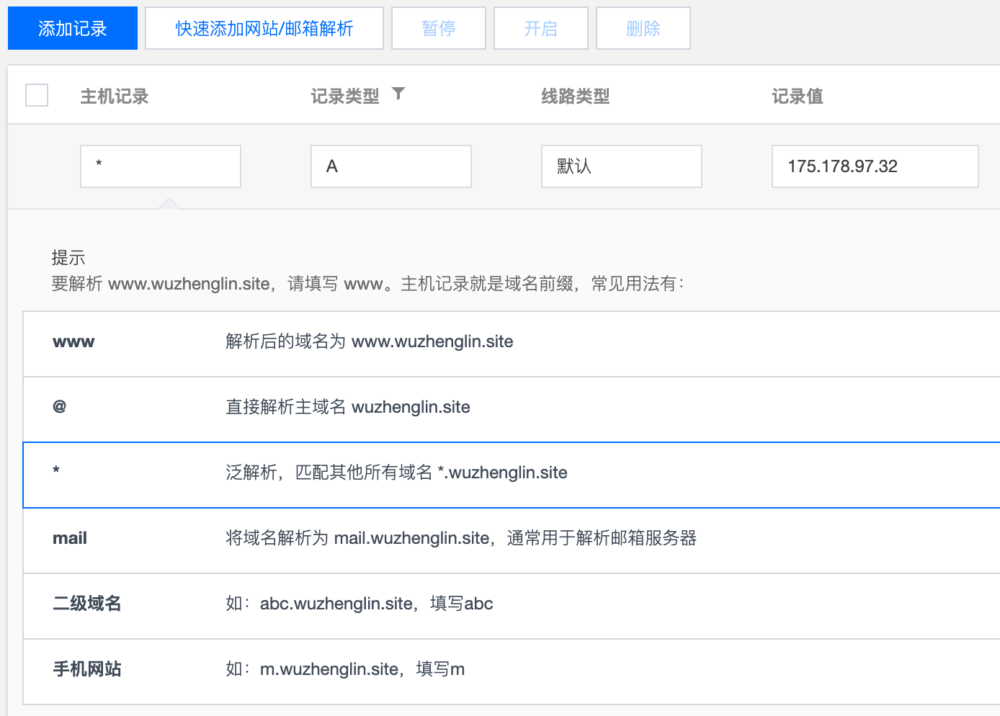 添加记录 快速添加网站/邮箱解析 暂停 开启 删除
主机记录 记录类型 线路类型 记录值
* A 默认 175.178.97.32
提示
要解析 www.wuzhenglin.site，请填写 www。主机记录就是域名前缀，常见用法有：
www 解析后的域名为 www.wuzhenglin.site
@ 直接解析主域名 wuzhenglin.site
* 泛解析，匹配其他所有域名 *.wuzhenglin.site
mail 将域名解析为 mail.wuzhenglin.site，通常用于解析邮箱服务器
二级域名 如：abc.wuzhenglin.site，填写abc
手机网站 如：m.wuzhenglin.site，填写m